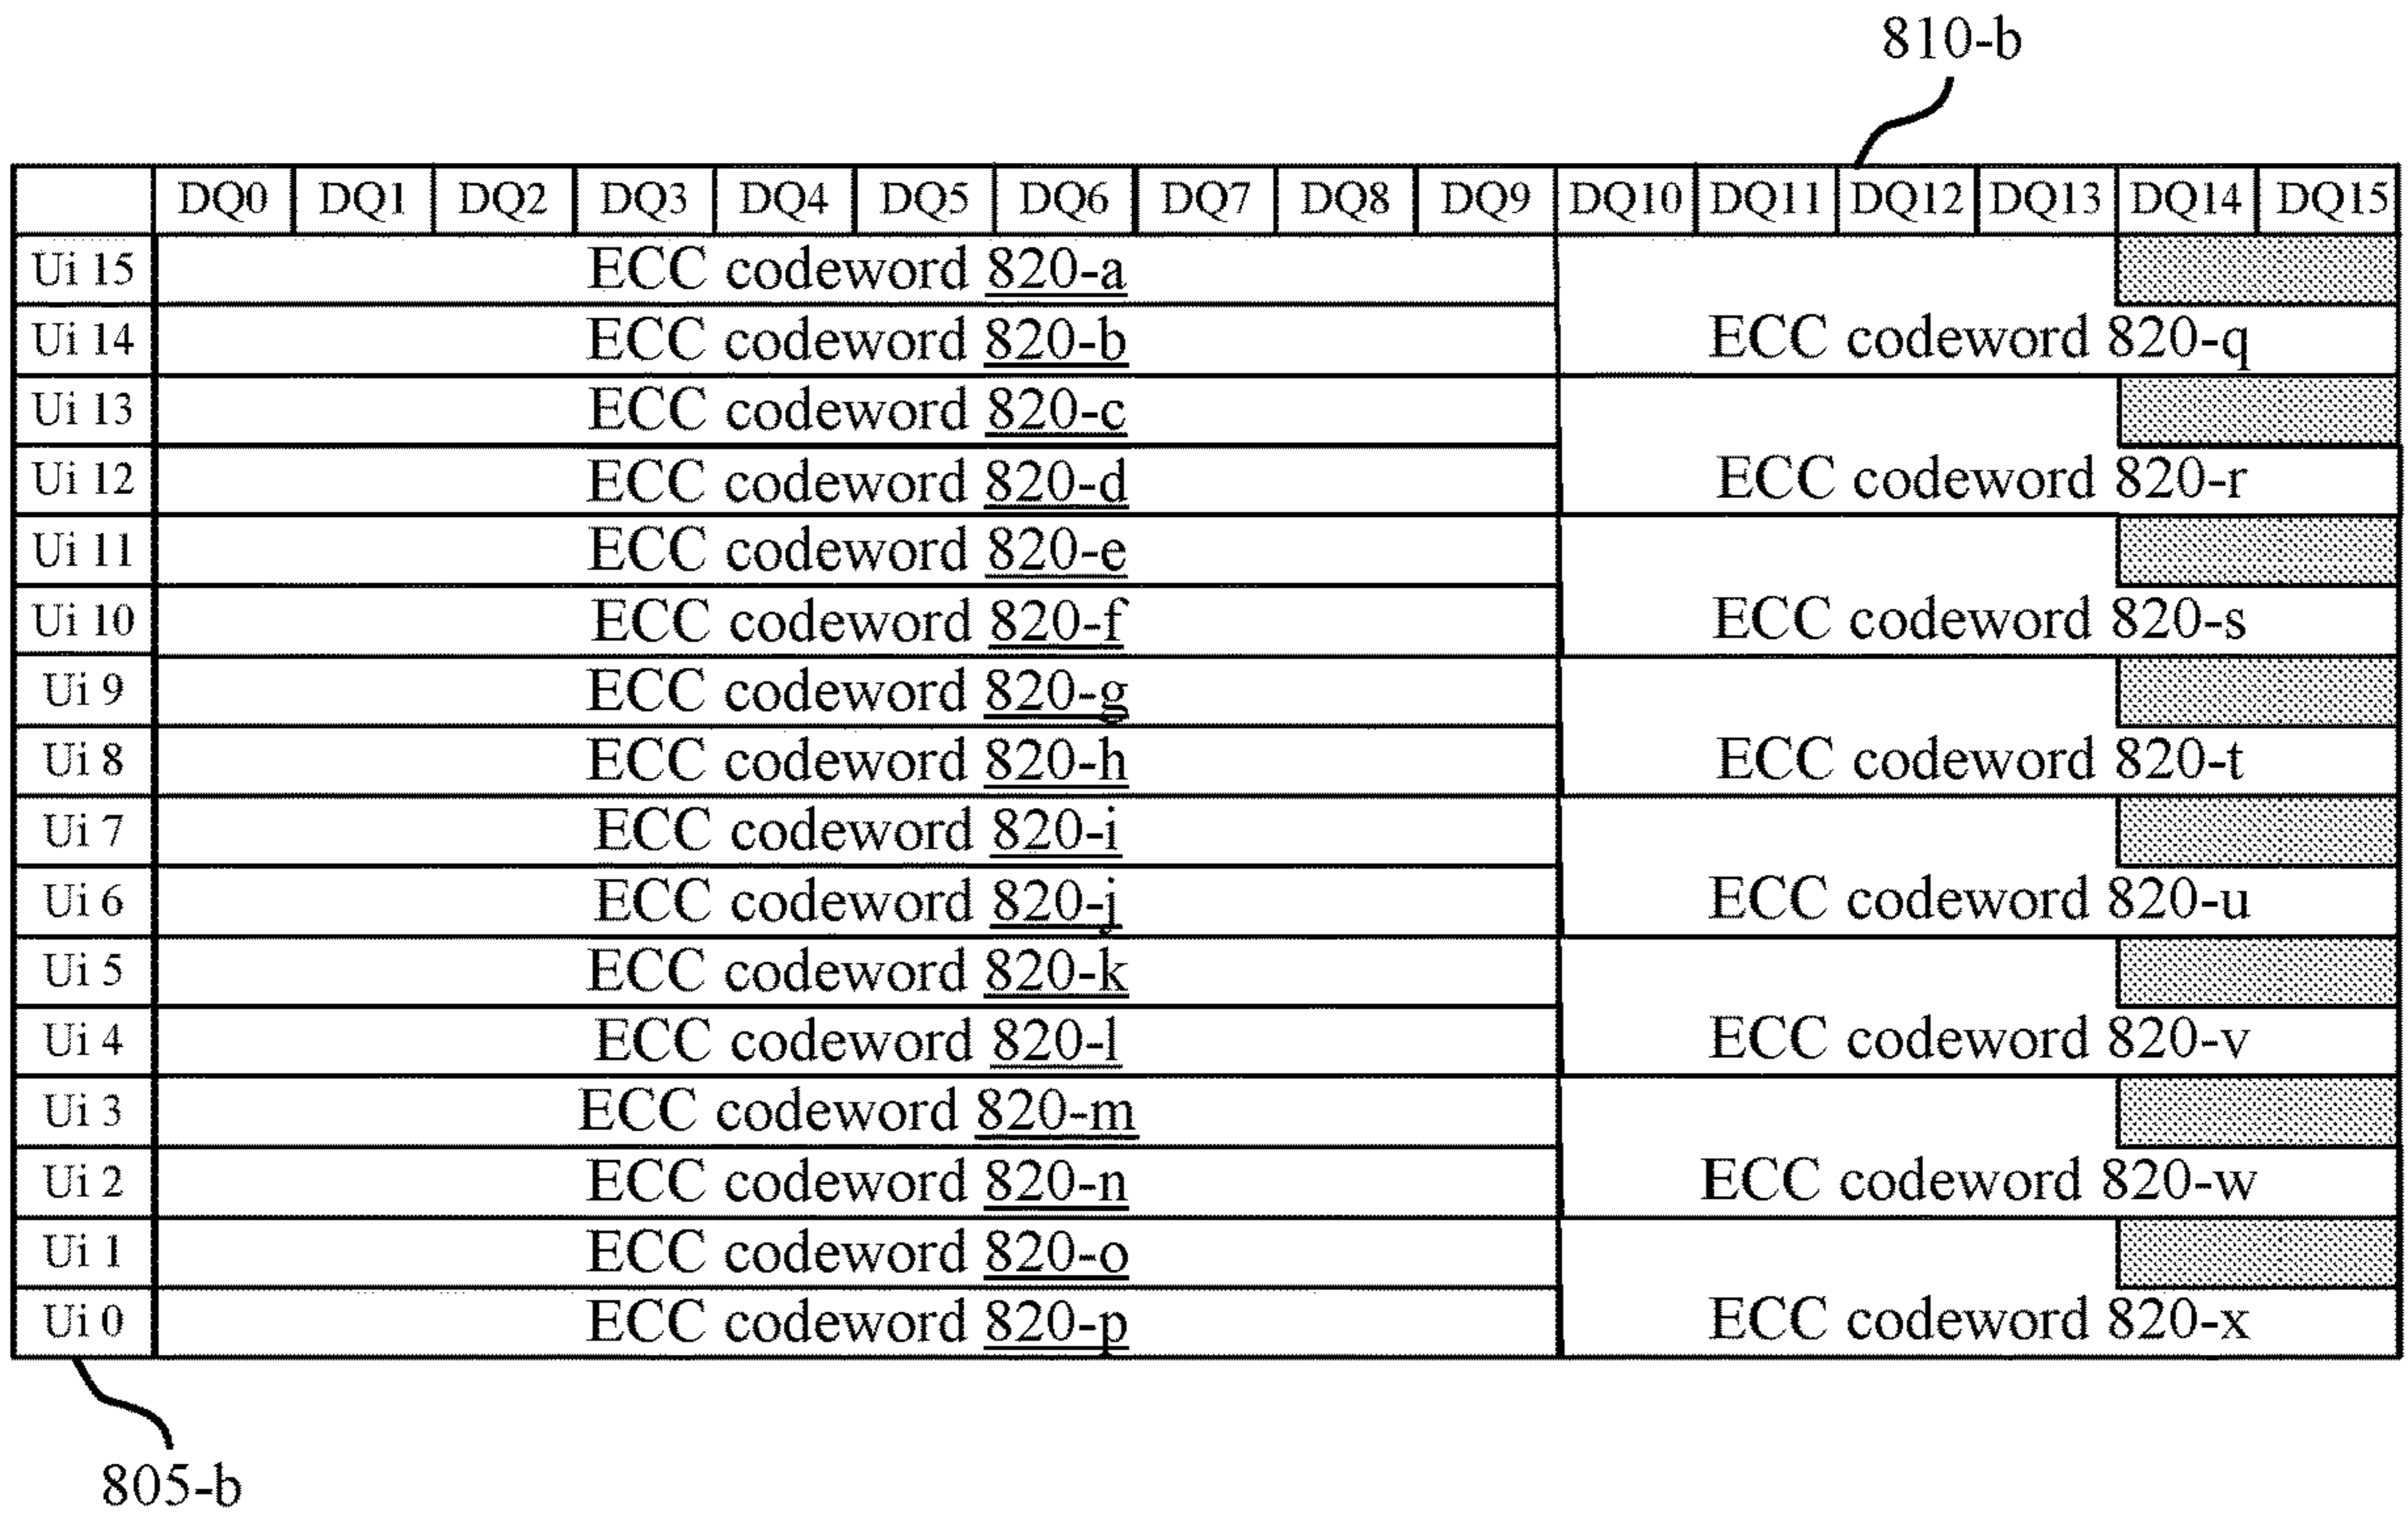 810-b
DQ0 DQ1 DQ2 DQ3 DQ4 DQ5 DQ6 DQ7 DQ8 DQ9 DQ10 DQ11 DQ12 DQ13 DQ14 DQ15
Ui 15 ECC codeword 820-a
Ui 14 ECC codeword 820-b ECC codeword 820-q
Ui 13 ECC codeword 820-c
Ui 12 ECC codeword 820-d ECC codeword 820-r
Ui 11 ECC codeword 820-e
Ui 10 ECC codeword 820-f ECC codeword 820-s
Ui 9 ECC codeword 820-g
Ui 8 ECC codeword 820-h ECC codeword 820-t
Ui 7 ECC codeword 820-i
Ui 6 ECC codeword 820-j ECC codeword 820-u
Ui 5 ECC codeword 820-k
Ui 4 ECC codeword 820-l ECC codeword 820-v
Ui 3 ECC codeword 820-m
Ui 2 ECC codeword 820-n ECC codeword 820-w
Ui 1 ECC codeword 820-o
Ui 0 ECC codeword 820-p ECC codeword 820-x
805-b